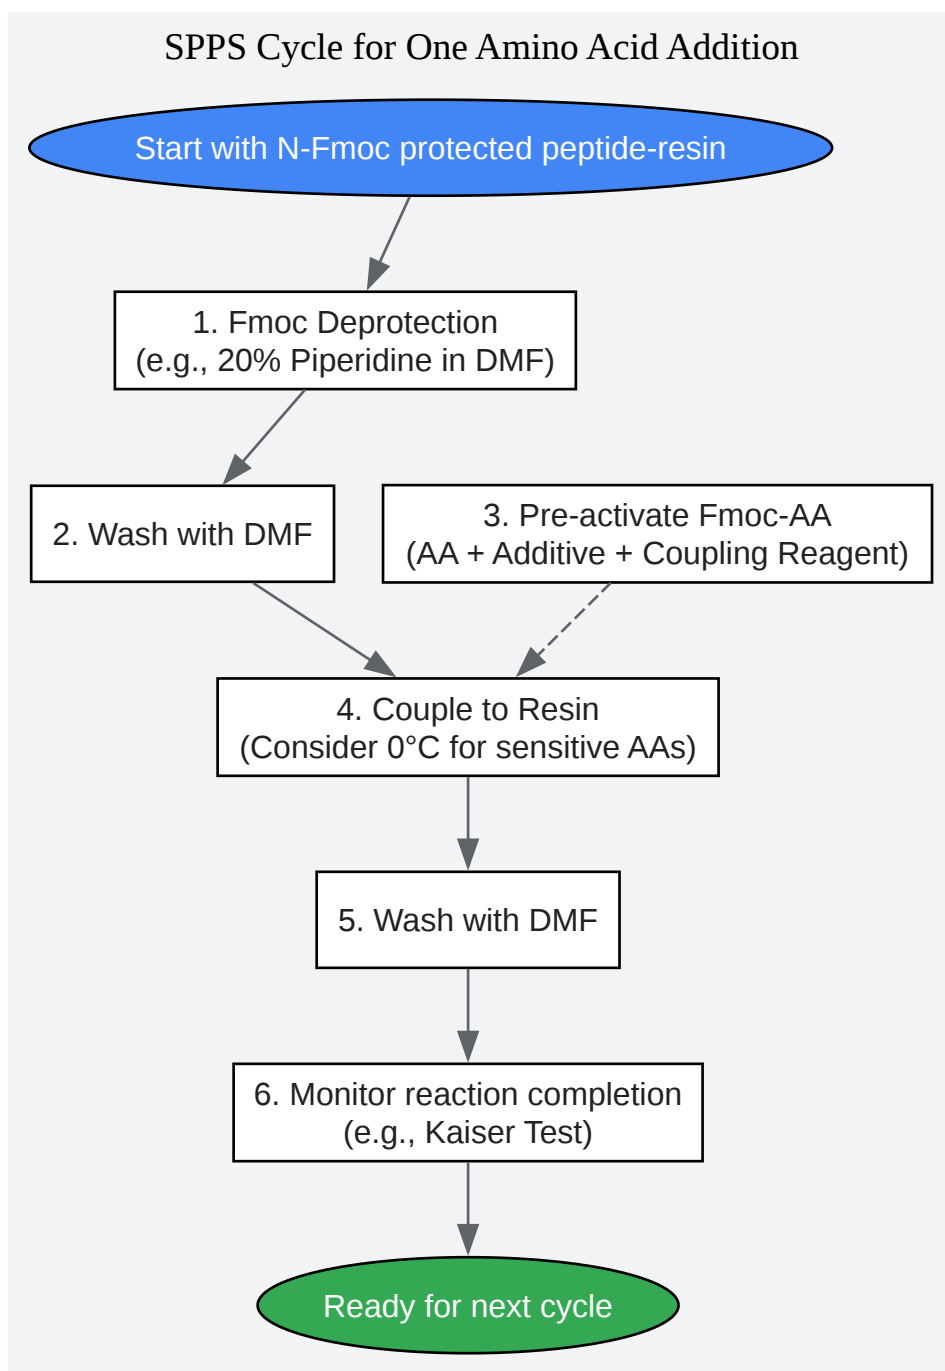 SPPS Cycle for One Amino Acid Addition
Start with N-Fmoc protected peptide-resin
1. Fmoc Deprotection
(e.g., 20% Piperidine in DMF)
2. Wash with DMF
3. Pre-activate Fmoc-AA
(AA + Additive + Coupling Reagent)
4. Couple to Resin
(Consider 0°C for sensitive AAs)
5. Wash with DMF
6. Monitor reaction completion
(e.g., Kaiser Test)
Ready for next cycle